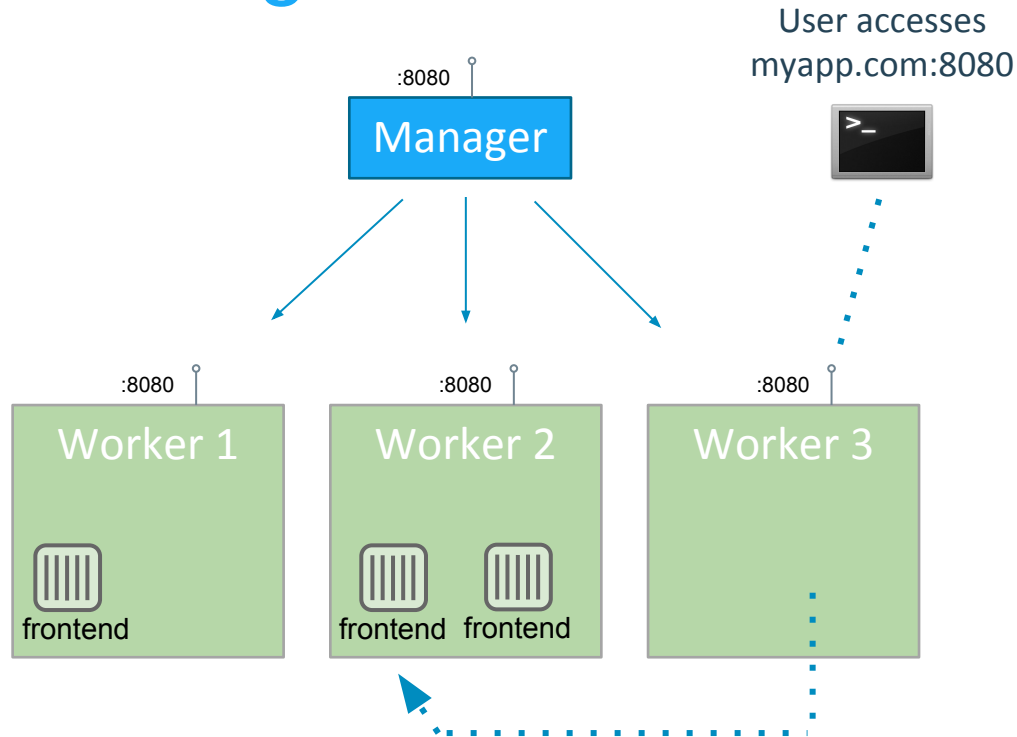 User accesses
myapp.com:8080
:8080
>_
Manager
:8080
:8080
:8080
Worker 1
Worker 2
Worker 3
frontend
frontend
frontend